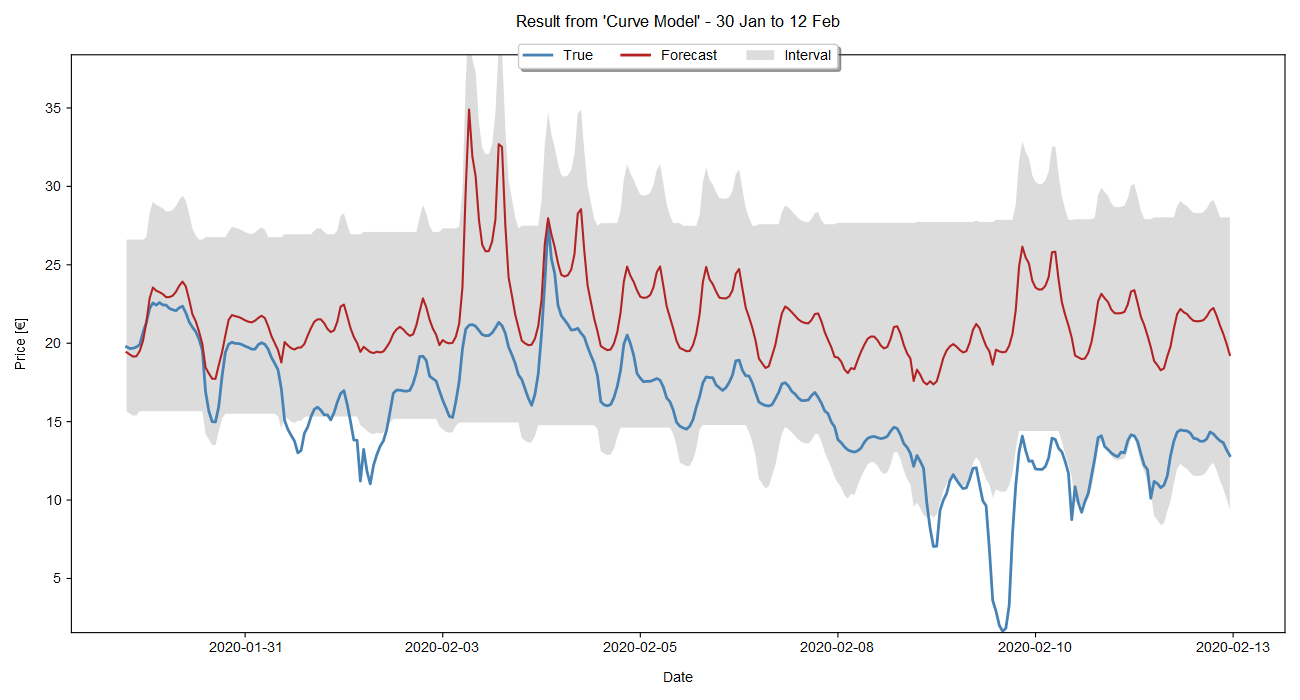 Result from 'Curve Model' - 30 Jan to 12 Feb
True Forecast Interval
Price [€]
35
30
25
20
15
10
5
2020-01-31 2020-02-03 2020-02-05 2020-02-08 2020-02-10 2020-02-13
Date